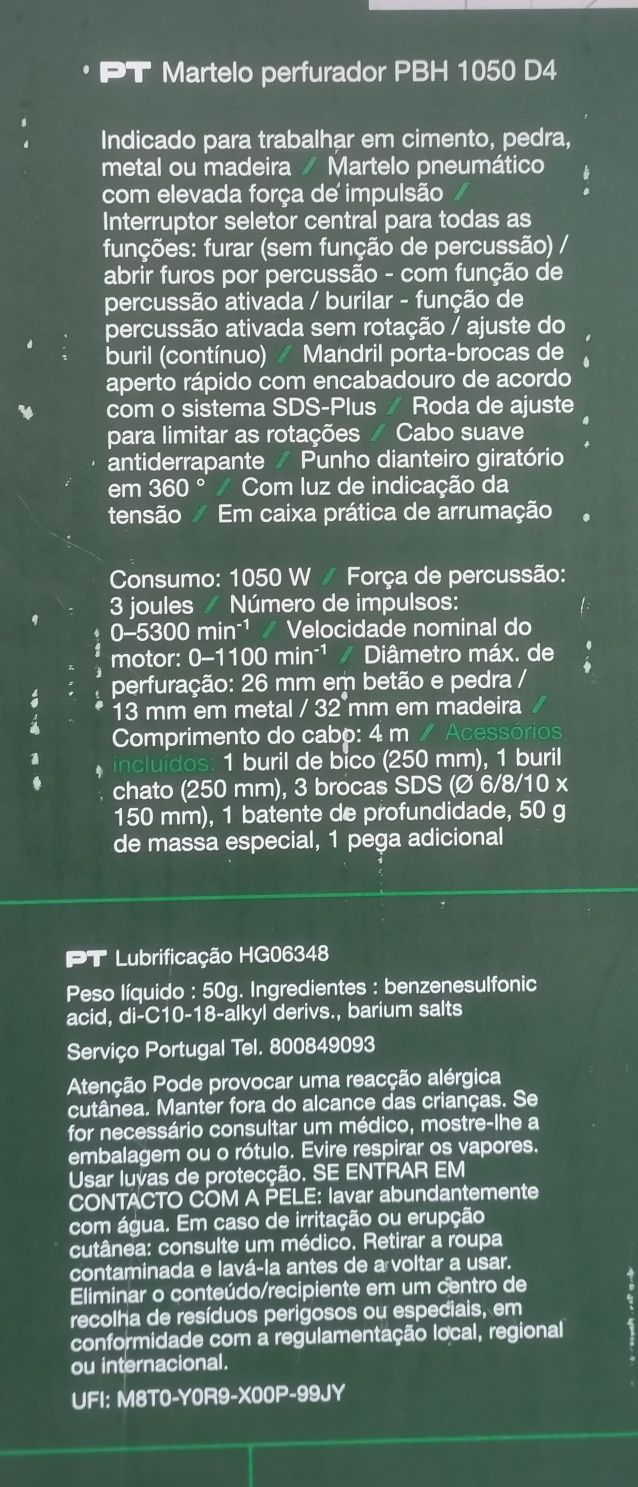 PT Martelo perfurador PBH 1050 D4
Indicado para trabalhar em cimento, pedra,
metal ou madeira // Martelo pneumático
com elevada força de impulsão //
Interruptor seletor central para todas as
funções: furar (sem função de percussão) /
abrir furos por percussão - com função de
percussão ativada / burilar - função de
percussão ativada sem rotação / ajuste do
buril (contínuo) // Mandril porta-brocas de
aperto rápido com encabadouro de acordo
com o sistema SDS-Plus // Roda de ajuste
para limitar as rotações // Cabo suave
antiderrapante // Punho dianteiro giratório
em 360 ° // Com luz de indicação da
tensão // Em caixa prática de arrumação
Consumo: 1050 W // Força de percussão:
3 joules // Número de impulsos:
0–5300 min⁻¹ // Velocidade nominal do
motor: 0–1100 min⁻¹ // Diâmetro máx. de
perfuração: 26 mm em betão e pedra /
13 mm em metal / 32 mm em madeira //
Comprimento do cabo: 4 m // Acessórios
incluídos: 1 buril de bico (250 mm), 1 buril
chato (250 mm), 3 brocas SDS (Ø 6/8/10 x
150 mm), 1 batente de profundidade, 50 g
de massa especial, 1 pega adicional
PT Lubrificação HG06348
Peso líquido : 50g. Ingredientes : benzenesulfonic
acid, di-C10-18-alkyl derivs., barium salts
Serviço Portugal Tel. 800849093
Atenção Pode provocar uma reacção alérgica
cutânea. Manter fora do alcance das crianças. Se
for necessário consultar um médico, mostre-lhe a
embalagem ou o rótulo. Evire respirar os vapores.
Usar luvas de protecção. SE ENTRAR EM
CONTACTO COM A PELE: lavar abundantemente
com água. Em caso de irritação ou erupção
cutânea: consulte um médico. Retirar a roupa
contaminada e lavá-la antes de a voltar a usar.
Eliminar o conteúdo/recipiente em um centro de
recolha de resíduos perigosos ou especiais, em
conformidade com a regulamentação local, regional
ou internacional.
UFI: M8T0-Y0R9-X00P-99JY